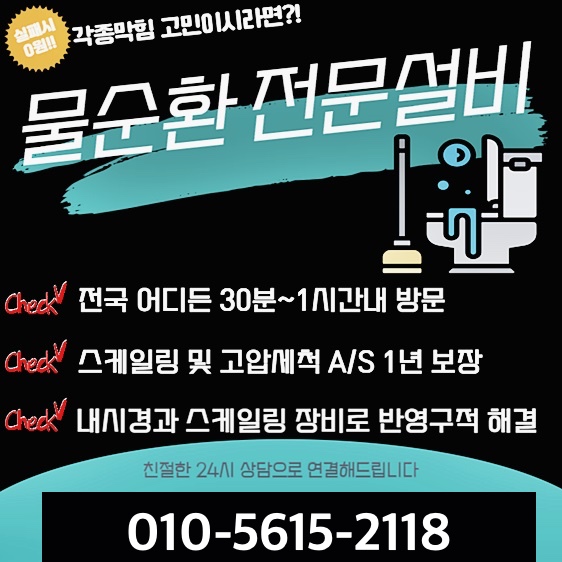 실패시
0원!!
각종막힘 고민이시라면?!
물순환 전문설비
Check 전국 어디든 30분~1시간내 방문
Check 스케일링 및 고압세척 A/S 1년 보장
Check 내시경과 스케일링 장비로 반영구적 해결
친절한 24시 상담으로 연결해드립니다
010-5615-2118